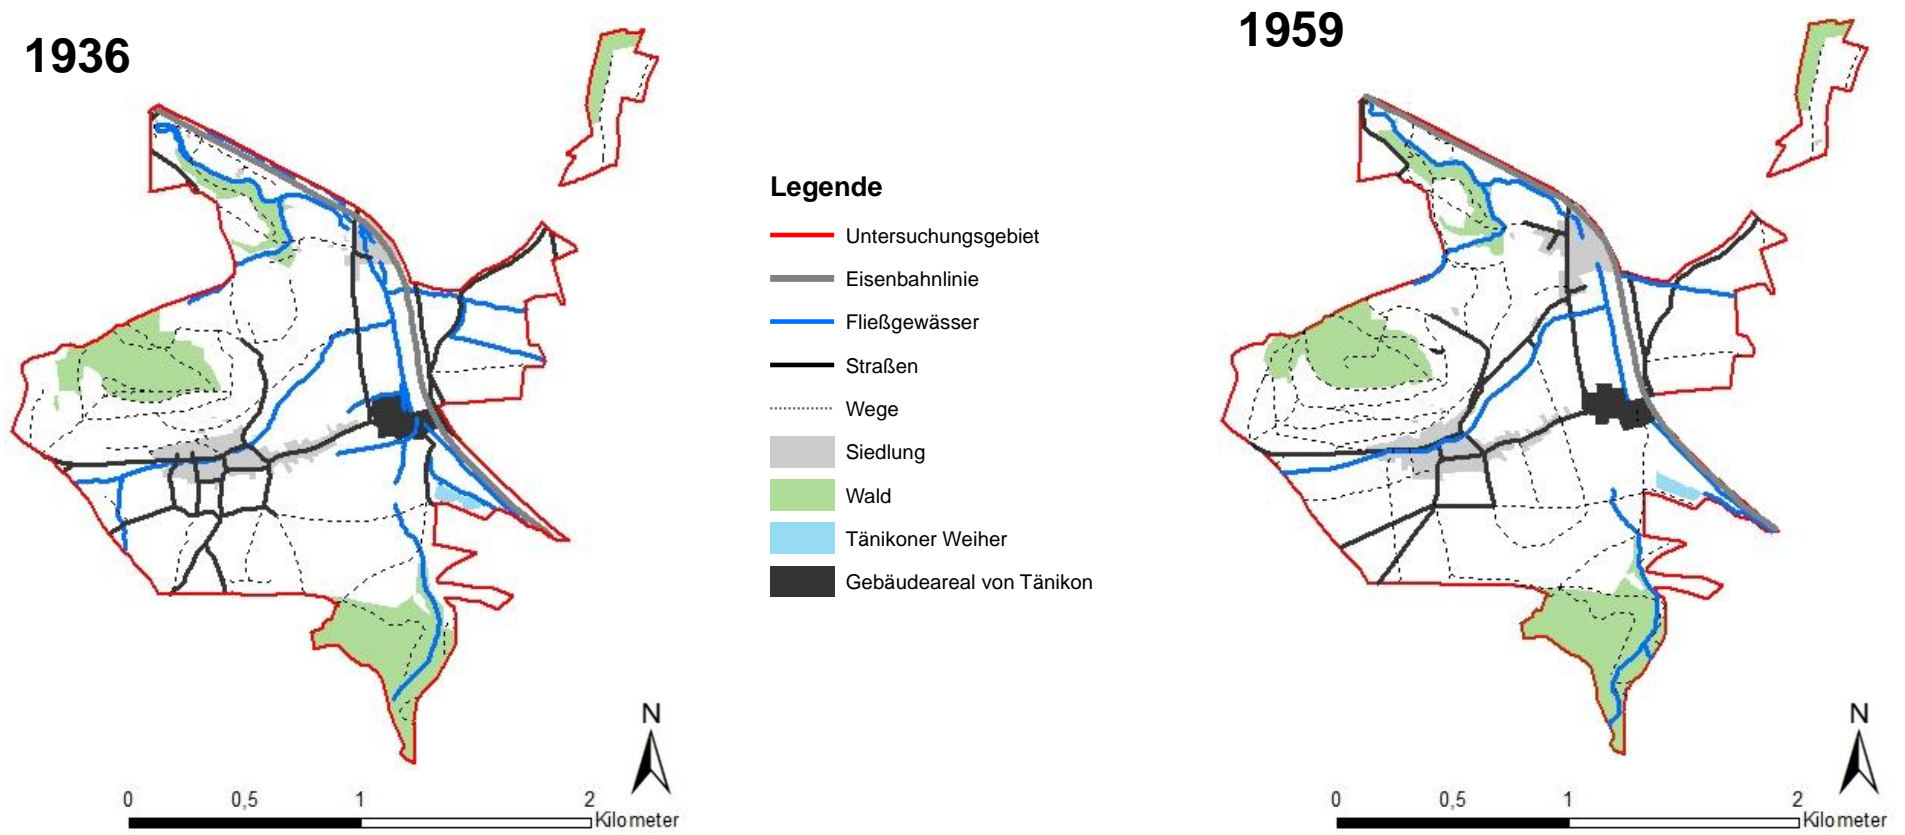 1936
1959
Legende
Untersuchungsgebiet
Eisenbahnlinie
Fließgewässer
Straßen
Wege
Siedlung
Wald
Tänikoner Weiher
Gebäudeareal von Tänikon
N
0 0,5 1 2
Kilometer
N
0 0,5 1 2
Kilometer